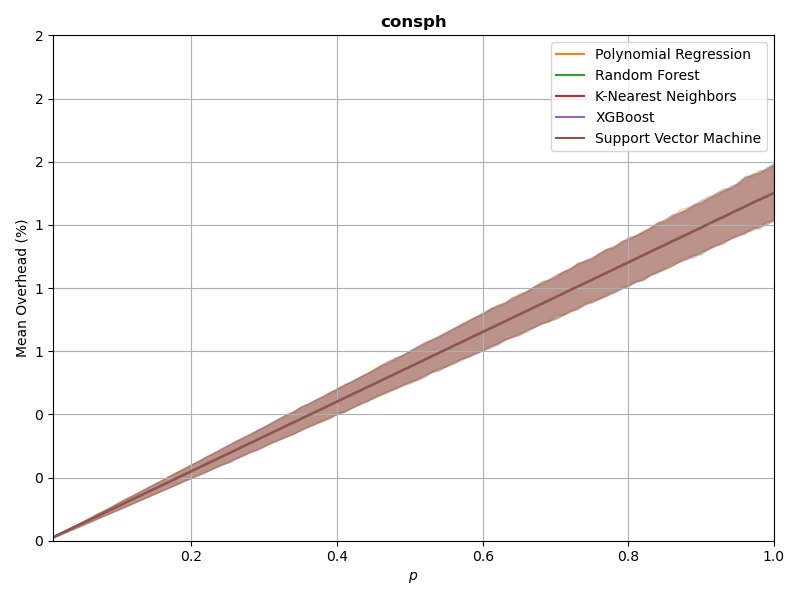 consph
Polynomial Regression
Random Forest
K-Nearest Neighbors
XGBoost
Support Vector Machine
Mean Overhead (%)
2
2
2
1
1
1
0
0
0
0.2 0.4 0.6 0.8 1.0
p